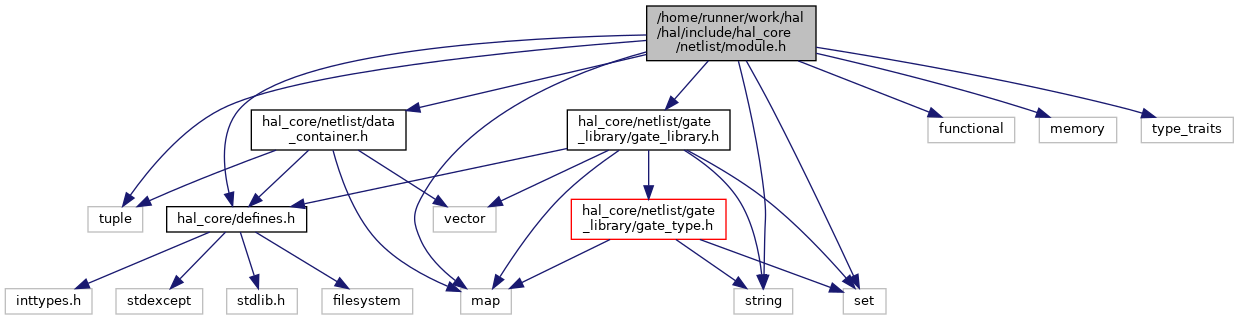 /home/runner/work/hal
/hal/include/hal_core
/netlist/module.h
hal_core/netlist/data
_container.h
hal_core/netlist/gate
_library/gate_library.h
functional
memory
type_traits
tuple
hal_core/defines.h
vector
hal_core/netlist/gate
_library/gate_type.h
inttypes.h
stdexcept
stdlib.h
filesystem
map
string
set